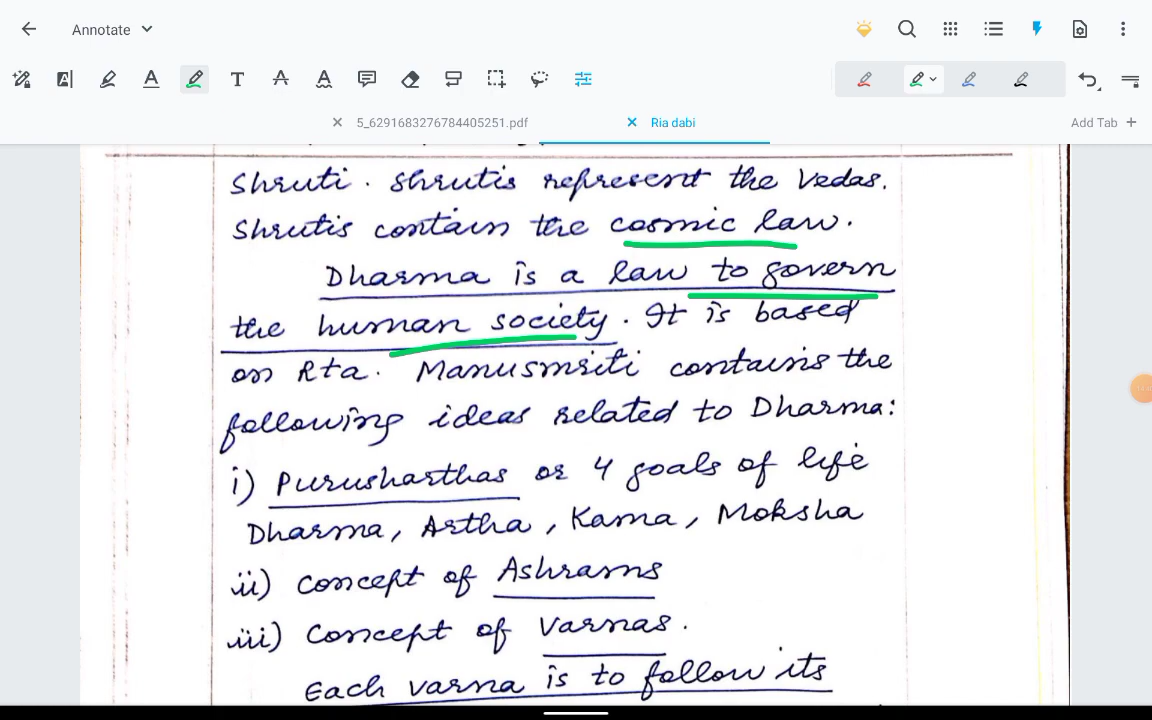 Annotate
5_6291683276784405251.pdf
Ria dabi
Add Tab +
Shruti. Shrutis represent the Vedas.
Shrutis contain the cosmic law.
Dharma is a law to govern
the human society. It is based
on Rta. Manusmriti contains the
following ideas related to Dharma:
i) Purusharthas or 4 goals of life
Dharma, Artha, Kama, Moksha
ii) concept of Ashrams
iii) Concept of Varnas.
Each varna is to follow its